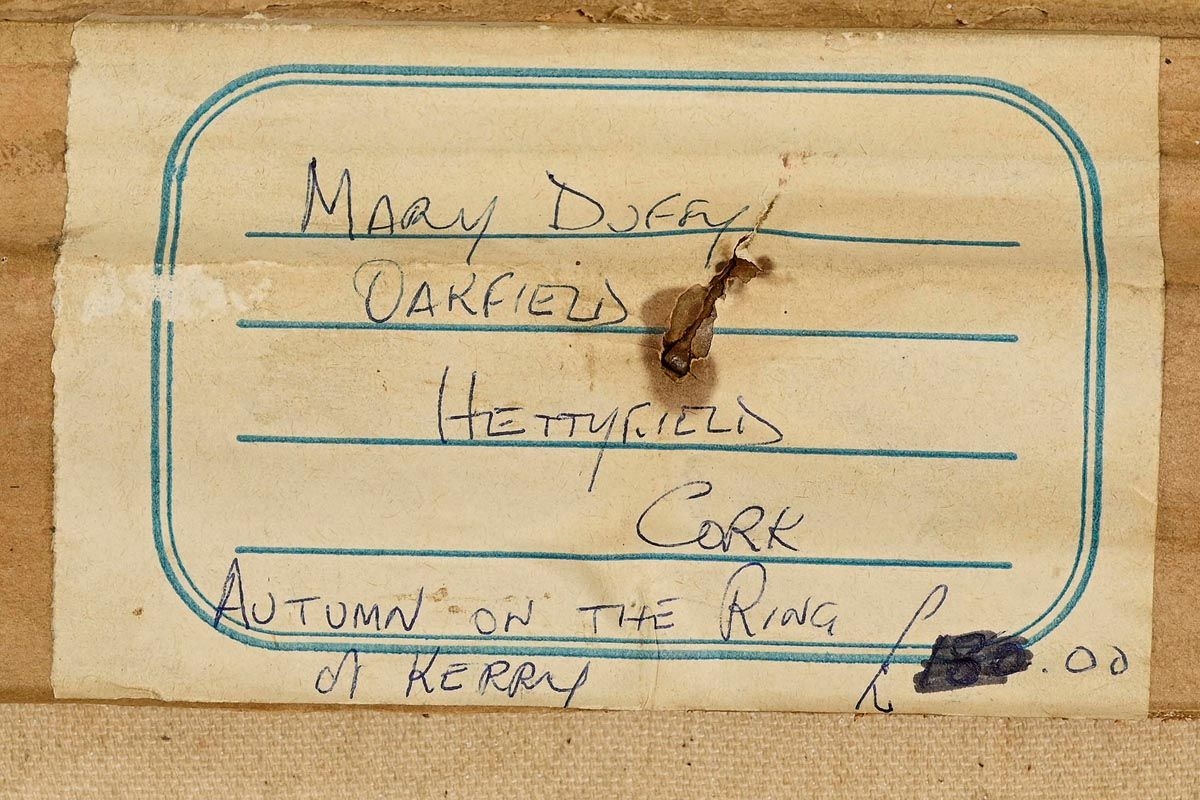 MARY DUFFY
OAKFIELD
HETTYFIELD
CORK
AUTUMN ON THE RING
of KERRY £ .00